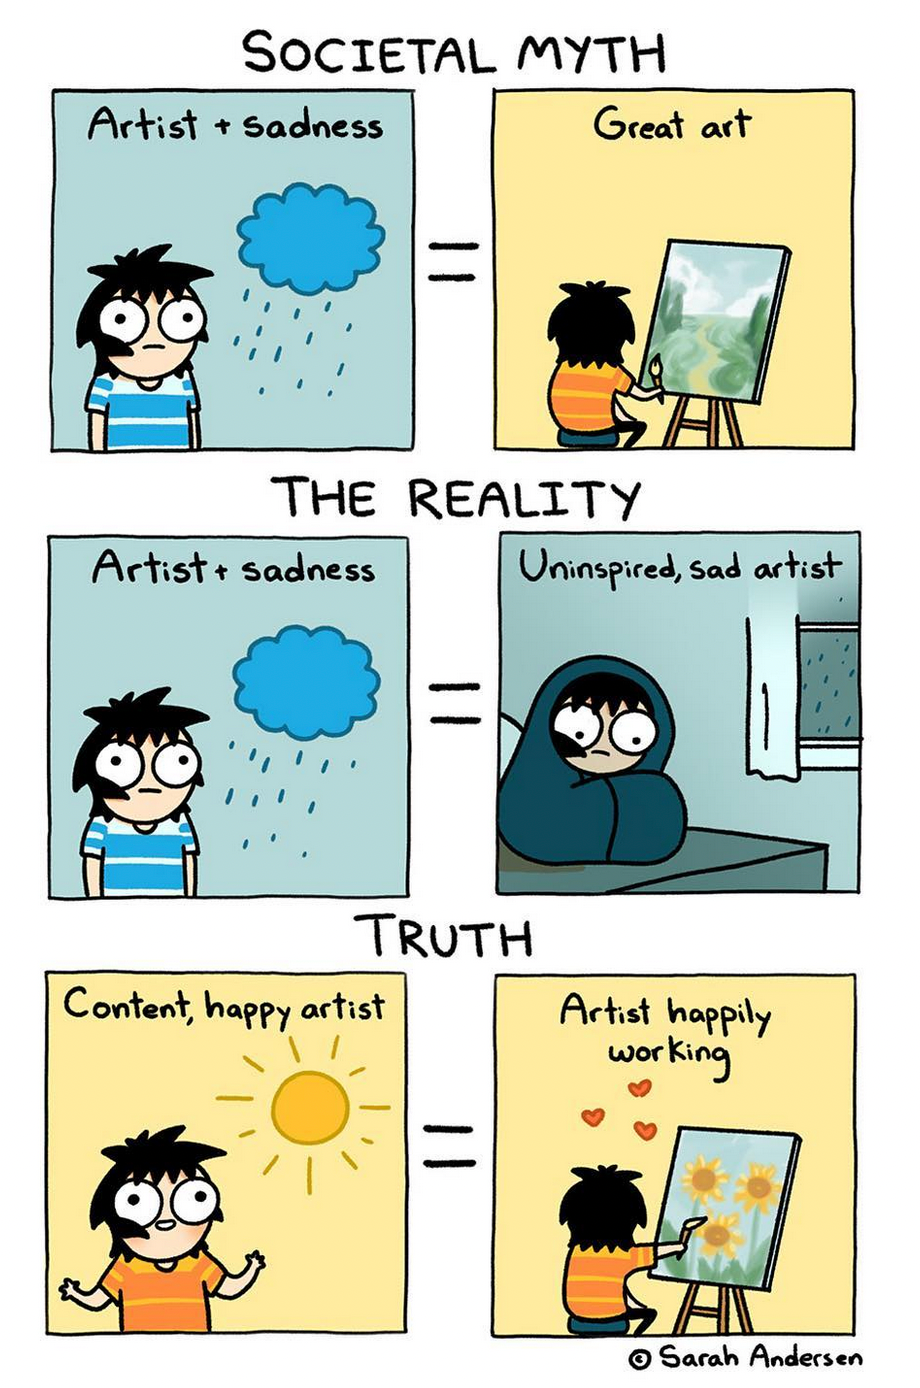 SOCIETAL MYTH
Artist + sadness
=
Great art
THE REALITY
Artist + sadness
=
Uninspired, sad artist
TRUTH
Content, happy artist
=
Artist happily
working
© Sarah Andersen